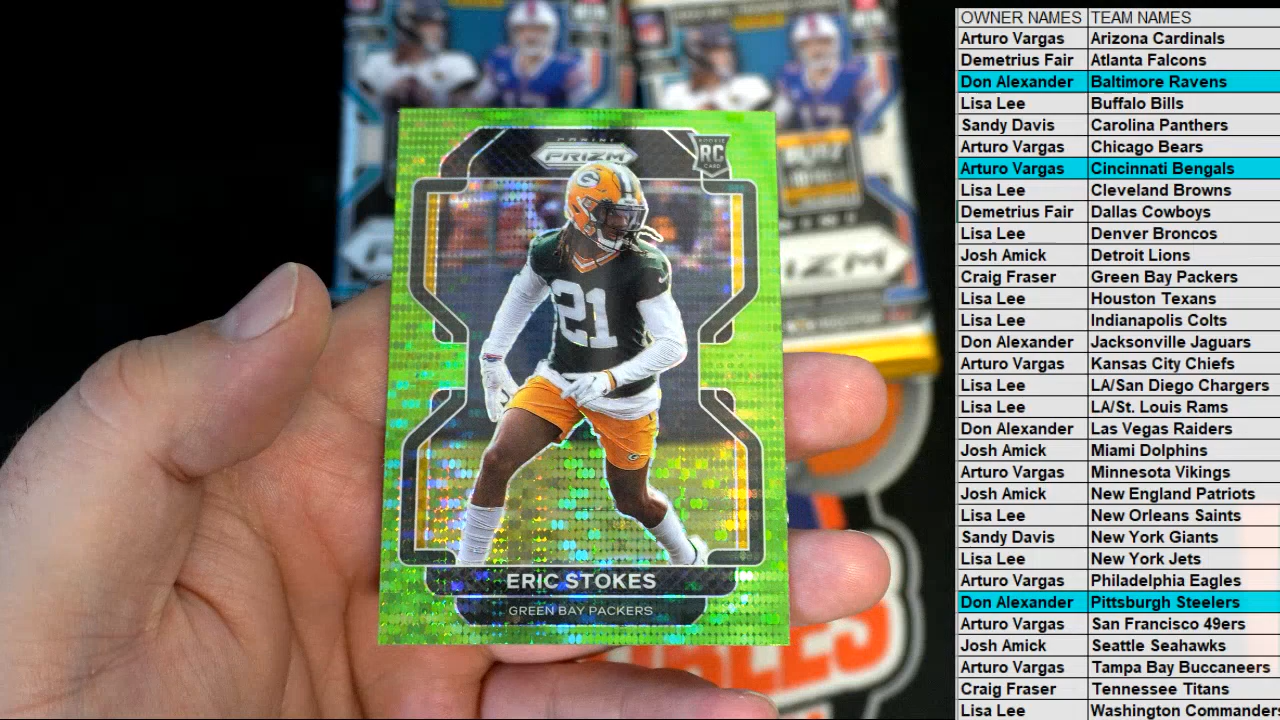 PANINI
PRIZM
ROOKIE
RC
CARD
21
ERIC STOKES
GREEN BAY PACKERS
OWNER NAMES TEAM NAMES
Arturo Vargas Arizona Cardinals
Demetrius Fair Atlanta Falcons
Don Alexander Baltimore Ravens
Lisa Lee Buffalo Bills
Sandy Davis Carolina Panthers
Arturo Vargas Chicago Bears
Arturo Vargas Cincinnati Bengals
Lisa Lee Cleveland Browns
Demetrius Fair Dallas Cowboys
Lisa Lee Denver Broncos
Josh Amick Detroit Lions
Craig Fraser Green Bay Packers
Lisa Lee Houston Texans
Lisa Lee Indianapolis Colts
Don Alexander Jacksonville Jaguars
Arturo Vargas Kansas City Chiefs
Lisa Lee LA/San Diego Chargers
Lisa Lee LA/St. Louis Rams
Don Alexander Las Vegas Raiders
Josh Amick Miami Dolphins
Arturo Vargas Minnesota Vikings
Josh Amick New England Patriots
Lisa Lee New Orleans Saints
Sandy Davis New York Giants
Lisa Lee New York Jets
Arturo Vargas Philadelphia Eagles
Don Alexander Pittsburgh Steelers
Arturo Vargas San Francisco 49ers
Josh Amick Seattle Seahawks
Arturo Vargas Tampa Bay Buccaneers
Craig Fraser Tennessee Titans
Lisa Lee Washington Commanders